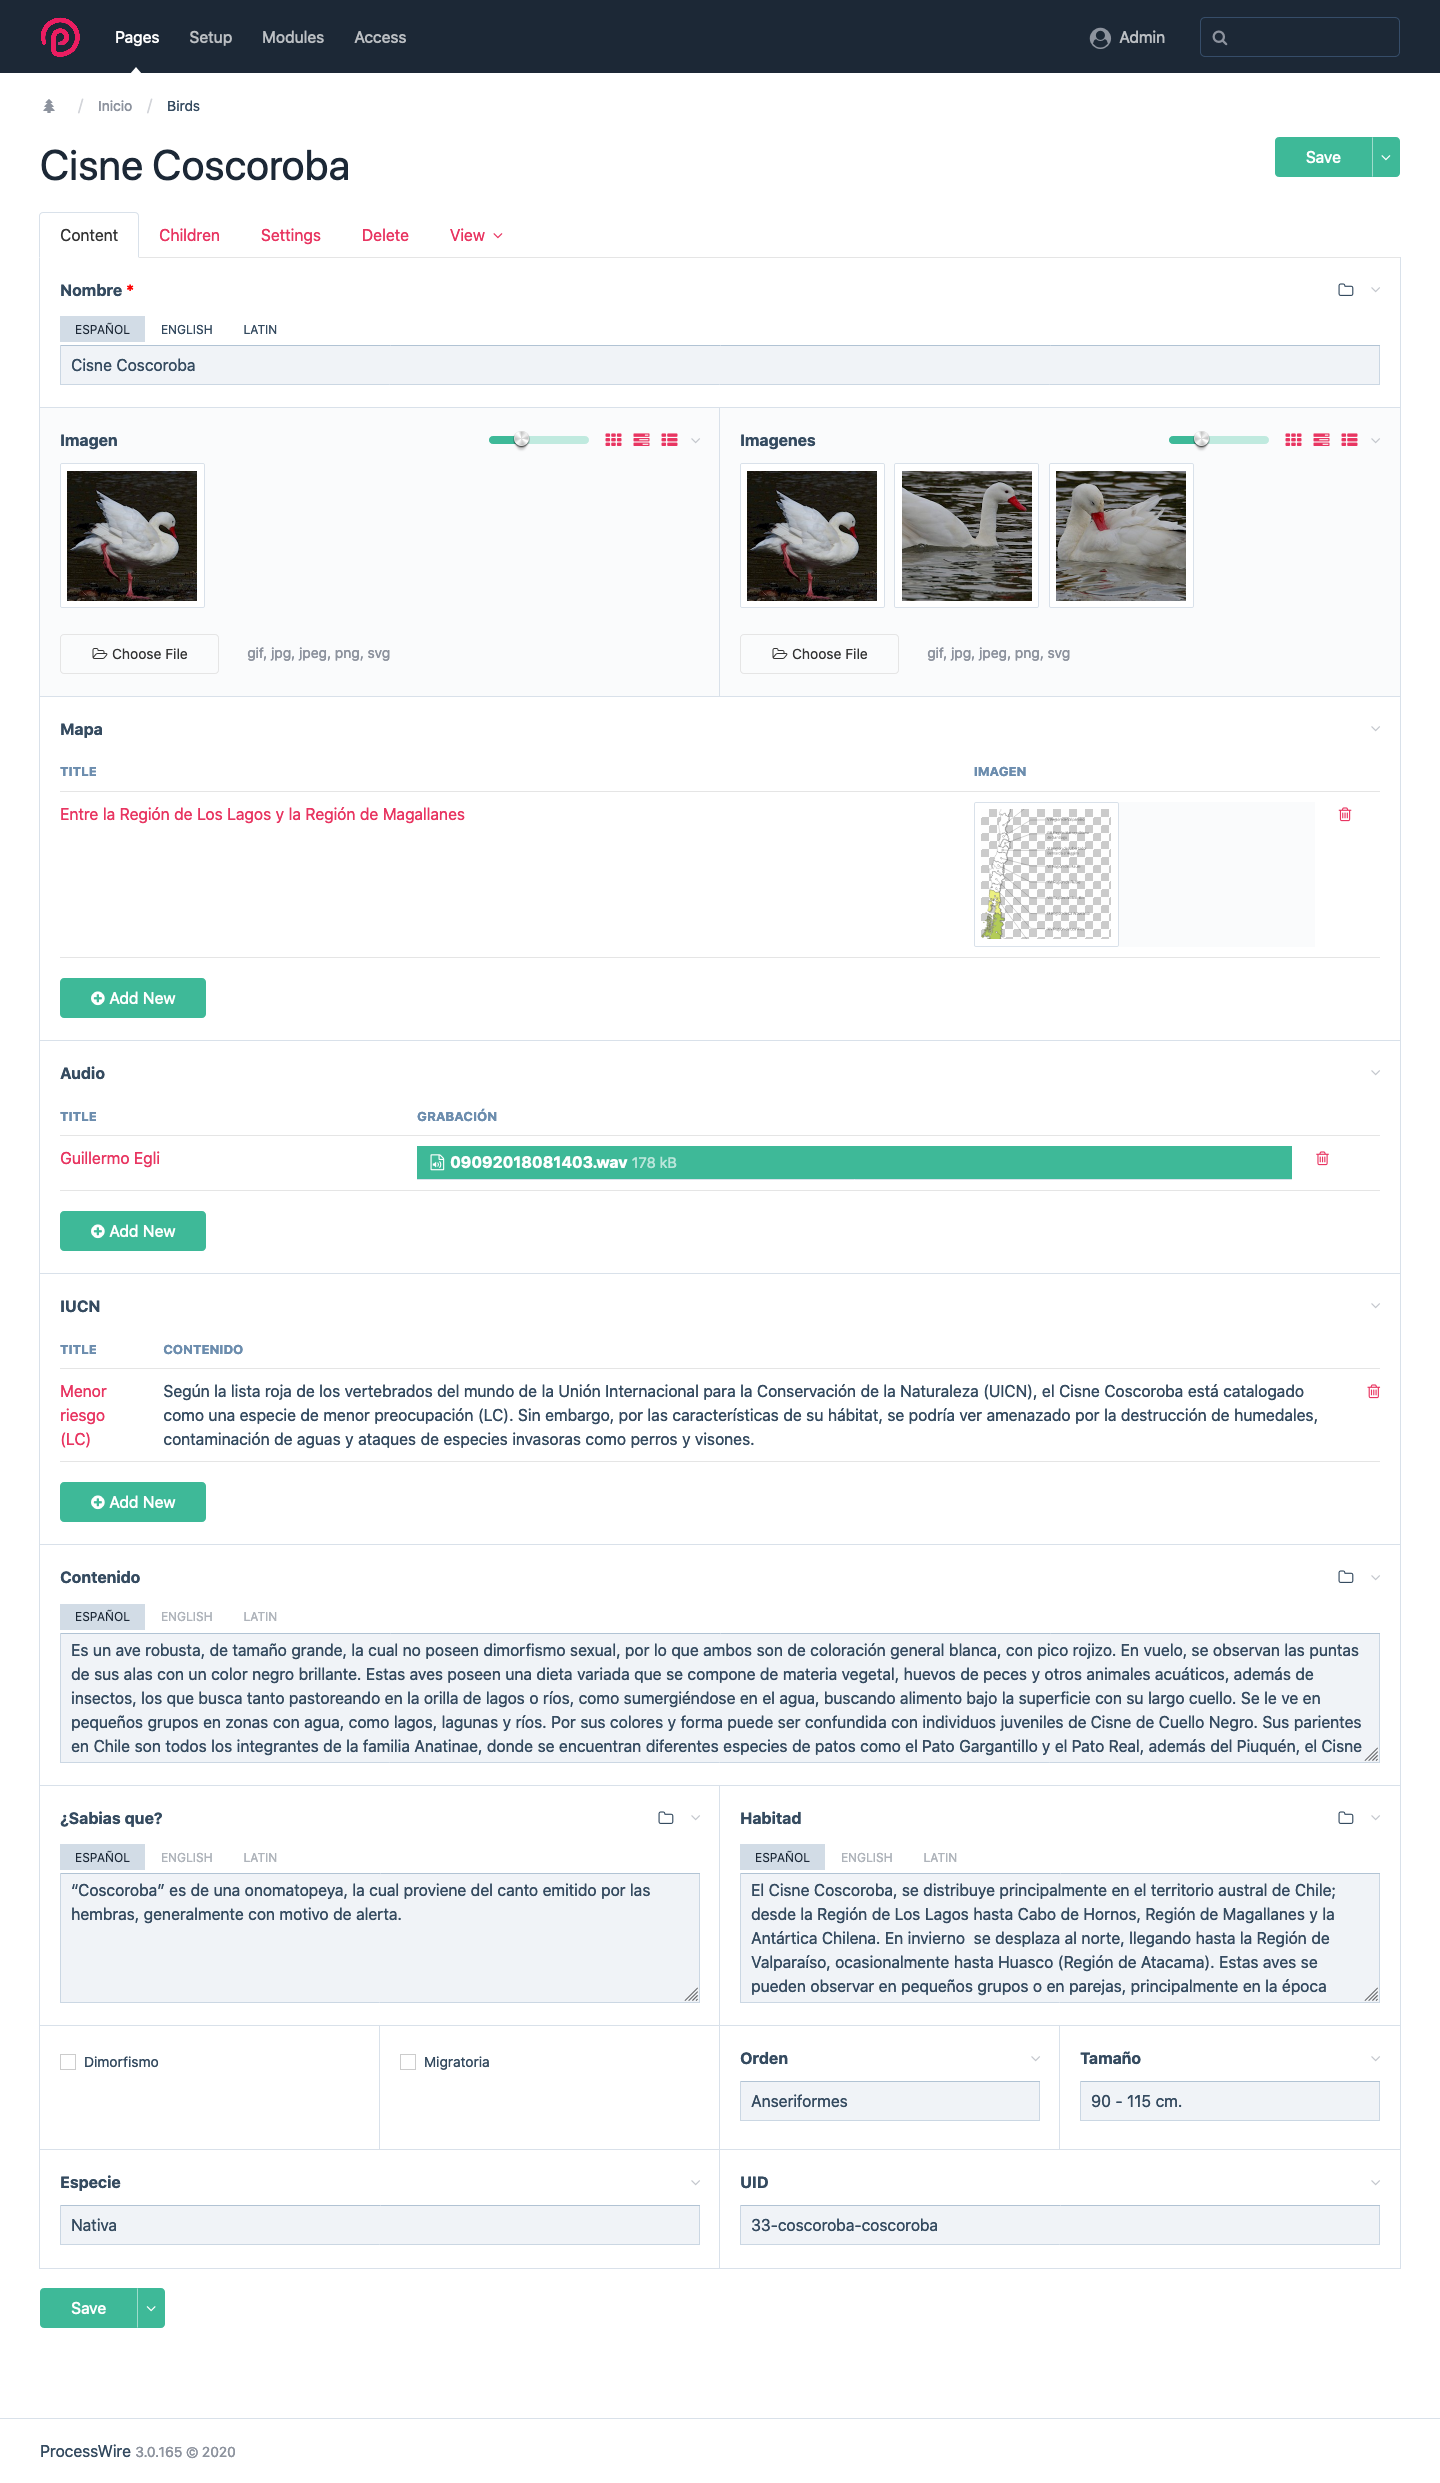 Pages Setup Modules Access Admin
/ Inicio / Birds
Cisne Coscoroba
Save
Content Children Settings Delete View
Nombre *
ESPAÑOL ENGLISH LATIN
Cisne Coscoroba
Imagen
Choose File gif, jpg, jpeg, png, svg
Imagenes
Choose File gif, jpg, jpeg, png, svg
Mapa
TITLE IMAGEN
Entre la Región de Los Lagos y la Región de Magallanes
Add New
Audio
TITLE GRABACIÓN
Guillermo Egli 09092018081403.wav 178 kB
Add New
IUCN
TITLE CONTENIDO
Menor
riesgo
(LC)
Según la lista roja de los vertebrados del mundo de la Unión Internacional para la Conservación de la Naturaleza (UICN), el Cisne Coscoroba está catalogado
como una especie de menor preocupación (LC). Sin embargo, por las características de su hábitat, se podría ver amenazado por la destrucción de humedales,
contaminación de aguas y ataques de especies invasoras como perros y visones.
Add New
Contenido
ESPAÑOL ENGLISH LATIN
Es un ave robusta, de tamaño grande, la cual no poseen dimorfismo sexual, por lo que ambos son de coloración general blanca, con pico rojizo. En vuelo, se observan las puntas
de sus alas con un color negro brillante. Estas aves poseen una dieta variada que se compone de materia vegetal, huevos de peces y otros animales acuáticos, además de
insectos, los que busca tanto pastoreando en la orilla de lagos o ríos, como sumergiéndose en el agua, buscando alimento bajo la superficie con su largo cuello. Se le ve en
pequeños grupos en zonas con agua, como lagos, lagunas y ríos. Por sus colores y forma puede ser confundida con individuos juveniles de Cisne de Cuello Negro. Sus parientes
en Chile son todos los integrantes de la familia Anatinae, donde se encuentran diferentes especies de patos como el Pato Gargantillo y el Pato Real, además del Piuquén, el Cisne
¿Sabias que?
ESPAÑOL ENGLISH LATIN
“Coscoroba” es de una onomatopeya, la cual proviene del canto emitido por las
hembras, generalmente con motivo de alerta.
Habitad
ESPAÑOL ENGLISH LATIN
El Cisne Coscoroba, se distribuye principalmente en el territorio austral de Chile;
desde la Región de Los Lagos hasta Cabo de Hornos, Región de Magallanes y la
Antártica Chilena. En invierno  se desplaza al norte, llegando hasta la Región de
Valparaíso, ocasionalmente hasta Huasco (Región de Atacama). Estas aves se
pueden observar en pequeños grupos o en parejas, principalmente en la época
Dimorfismo
Migratoria
Orden
Anseriformes
Tamaño
90 - 115 cm.
Especie
Nativa
UID
33-coscoroba-coscoroba
Save
ProcessWire 3.0.165 © 2020